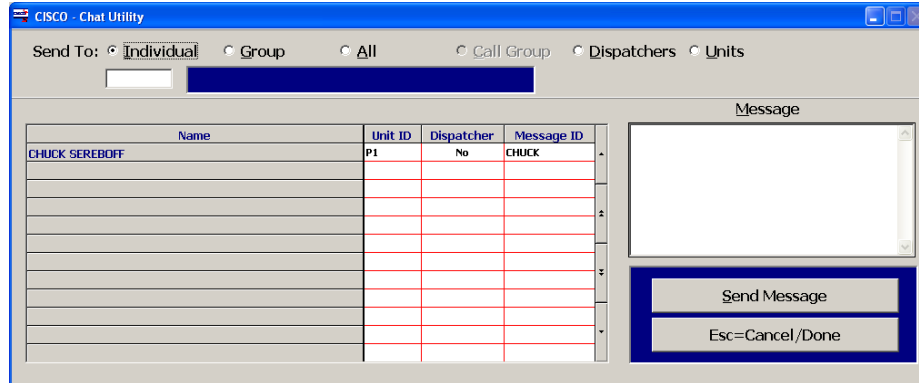 CISCO - Chat Utility
Send To: Individual Group All Call Group Dispatchers Units
Message
Name Unit ID Dispatcher Message ID
CHUCK SEREBOFF P1 No CHUCK
Send Message
Esc=Cancel/Done